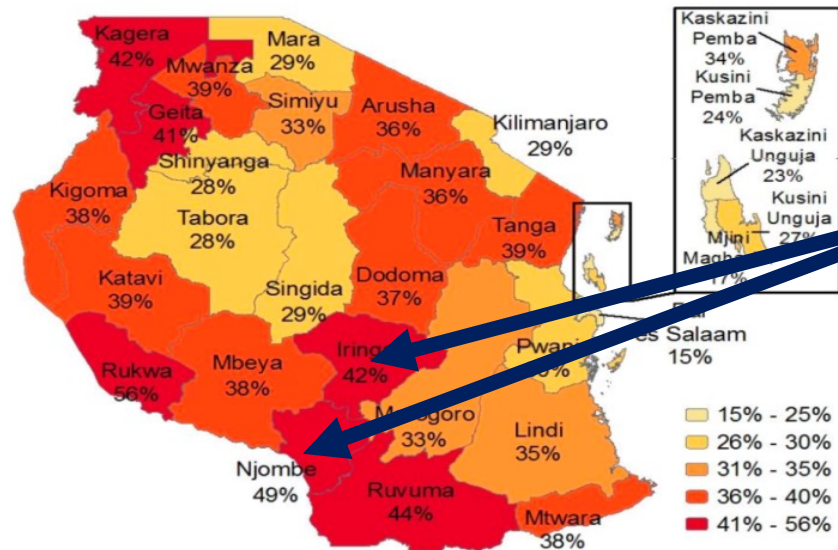 Kagera
42%
Mara
29%
Mwanza
39%
Geita
41%
Simiyu
33%
Arusha
36%
Kilimanjaro
29%
Shinyanga
28%
Kigoma
38%
Tabora
28%
Manyara
36%
Tanga
39%
Singida
29%
Dodoma
37%
Katavi
39%
Rukwa
56%
Mbeya
38%
42%
es Salaam
15%
33%
Lindi
35%
Njombe
49%
Ruvuma
44%
Mtwara
38%
Kaskazini
Pemba
34%
Kusini
Pemba
24%
Kaskazini
Unguja
23%
Kusini
Unguja
27%
Mjini
15% - 25%
26% - 30%
31% - 35%
36% - 40%
41% - 56%